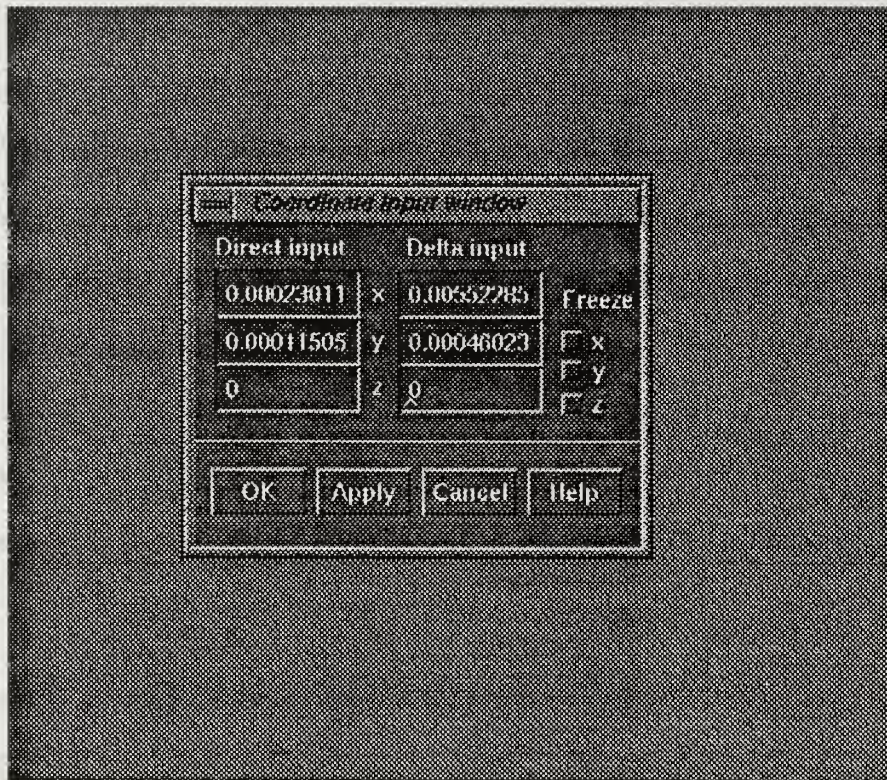 Coordinate input window
Direct input Delta input
0.00023011 x 0.00552285 Freeze
0.00011505 y 0.00046023 x
y
0 z 0 z
OK Apply Cancel Help